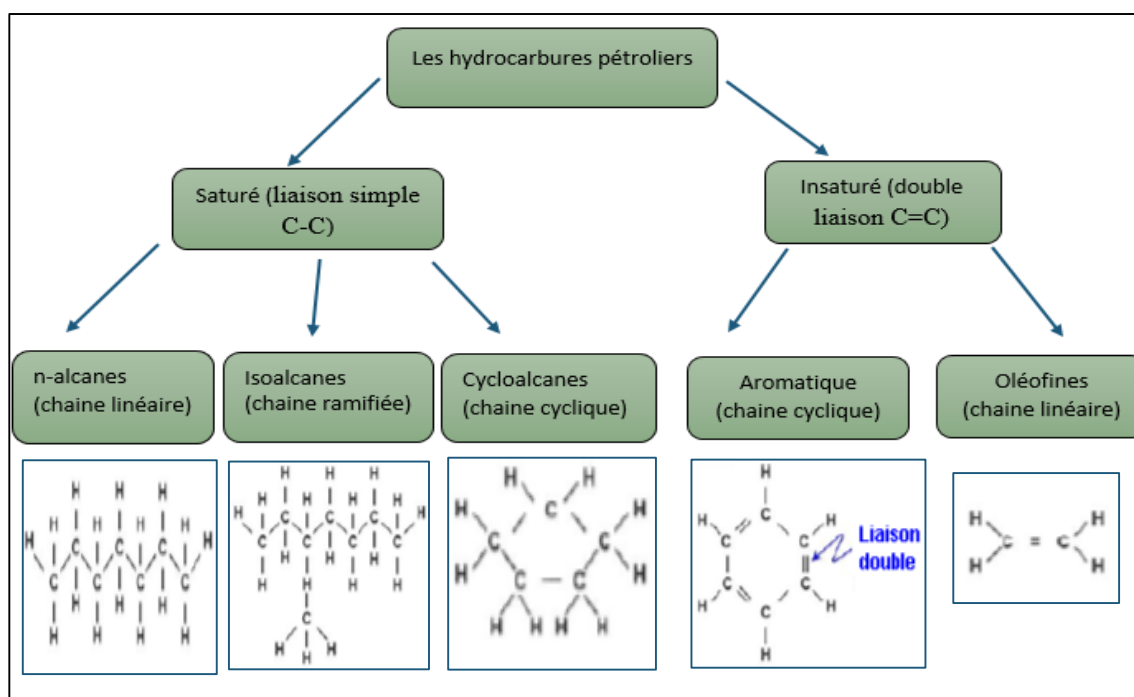 Les hydrocarbures pétroliers
Saturé (liaison simple
C-C)
Insaturé (double
liaison C=C)
n-alcanes
(chaine linéaire)
Isoalcanes
(chaine ramifiée)
Cycloalcanes
(chaine cyclique)
Aromatique
(chaine cyclique)
Oléofines
(chaine linéaire)
H H H
H H H H H H
C C C
C C C C
H H H
H H H H
H H H
H H H H H
C C C
C C C C
H H H
H H H H
C
H H H
H H
C
H H
C C
H H
C C
H H H H
H
C
H H
C C
Liaison
double
C C
H H
C
H
H H
C = C
H H